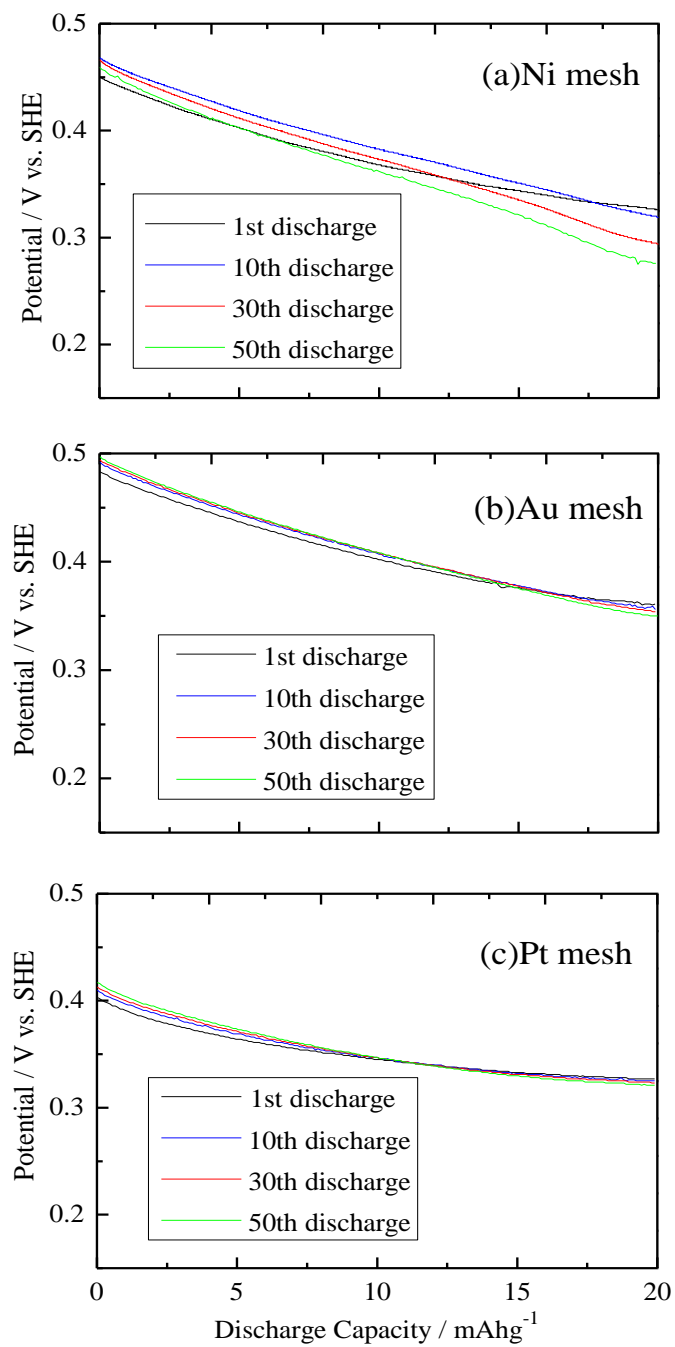 0.5
(a)Ni mesh
0.4
Potential / V vs. SHE
0.3
1st discharge
10th discharge
30th discharge
0.2
50th discharge
0.5
(b)Au mesh
0.4
Potential / V vs. SHE
0.3
1st discharge
10th discharge
30th discharge
0.2
50th discharge
0.5
(c)Pt mesh
0.4
Potential / V vs. SHE
0.3
1st discharge
10th discharge
30th discharge
0.2
50th discharge
0 5 10 15 20
Discharge Capacity / mAhg⁻¹